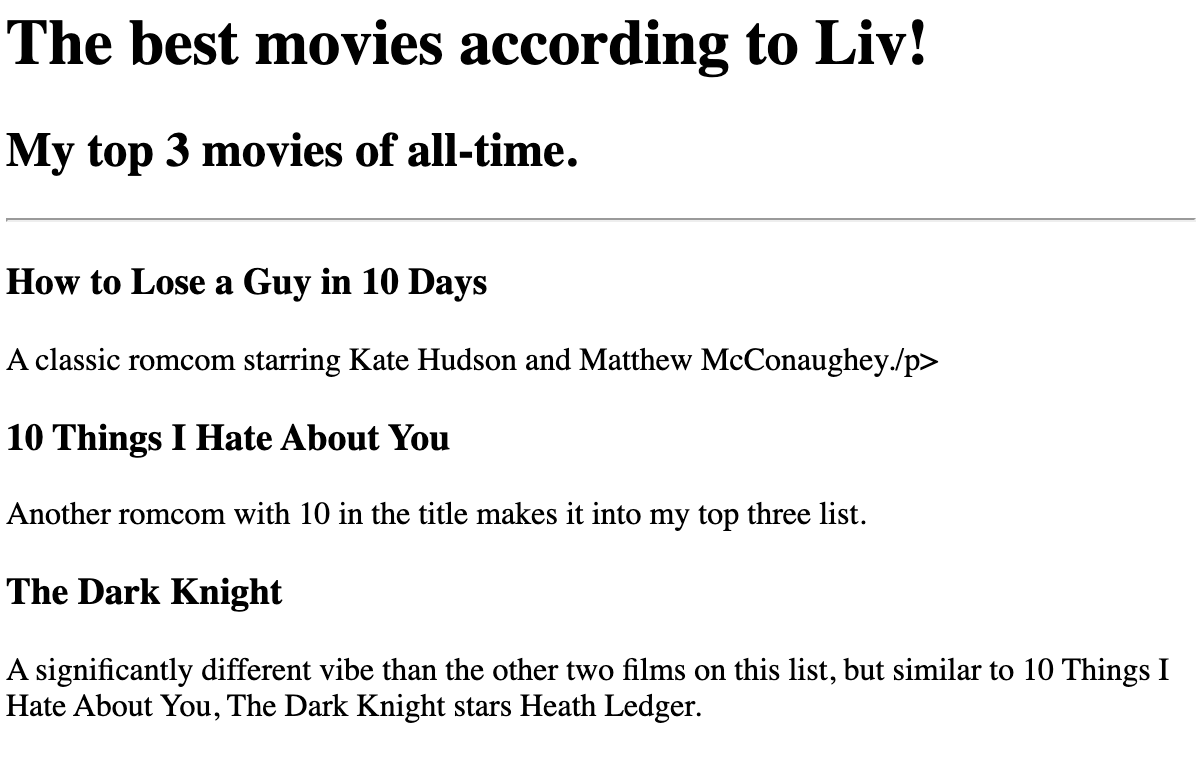 The best movies according to Liv!
My top 3 movies of all-time.
How to Lose a Guy in 10 Days
A classic romcom starring Kate Hudson and Matthew McConaughey./p>
10 Things I Hate About You
Another romcom with 10 in the title makes it into my top three list.
The Dark Knight
A significantly different vibe than the other two films on this list, but similar to 10 Things I
Hate About You, The Dark Knight stars Heath Ledger.